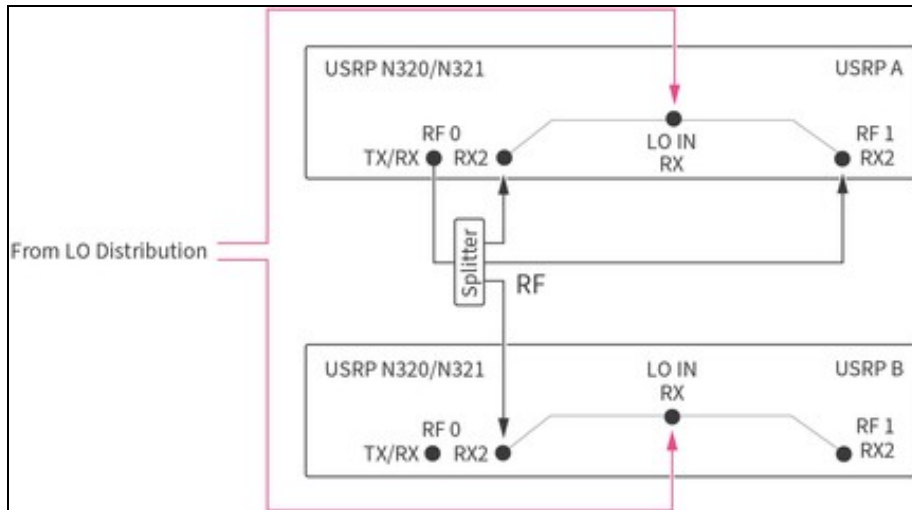 USRP N320/N321
USRP A
RF 0
TX/RX
RX2
LO IN
RX
RF 1
RX2
From LO Distribution
Splitter
RF
USRP N320/N321
LO IN
RX
USRP B
RF 0
TX/RX
RX2
RF 1
RX2